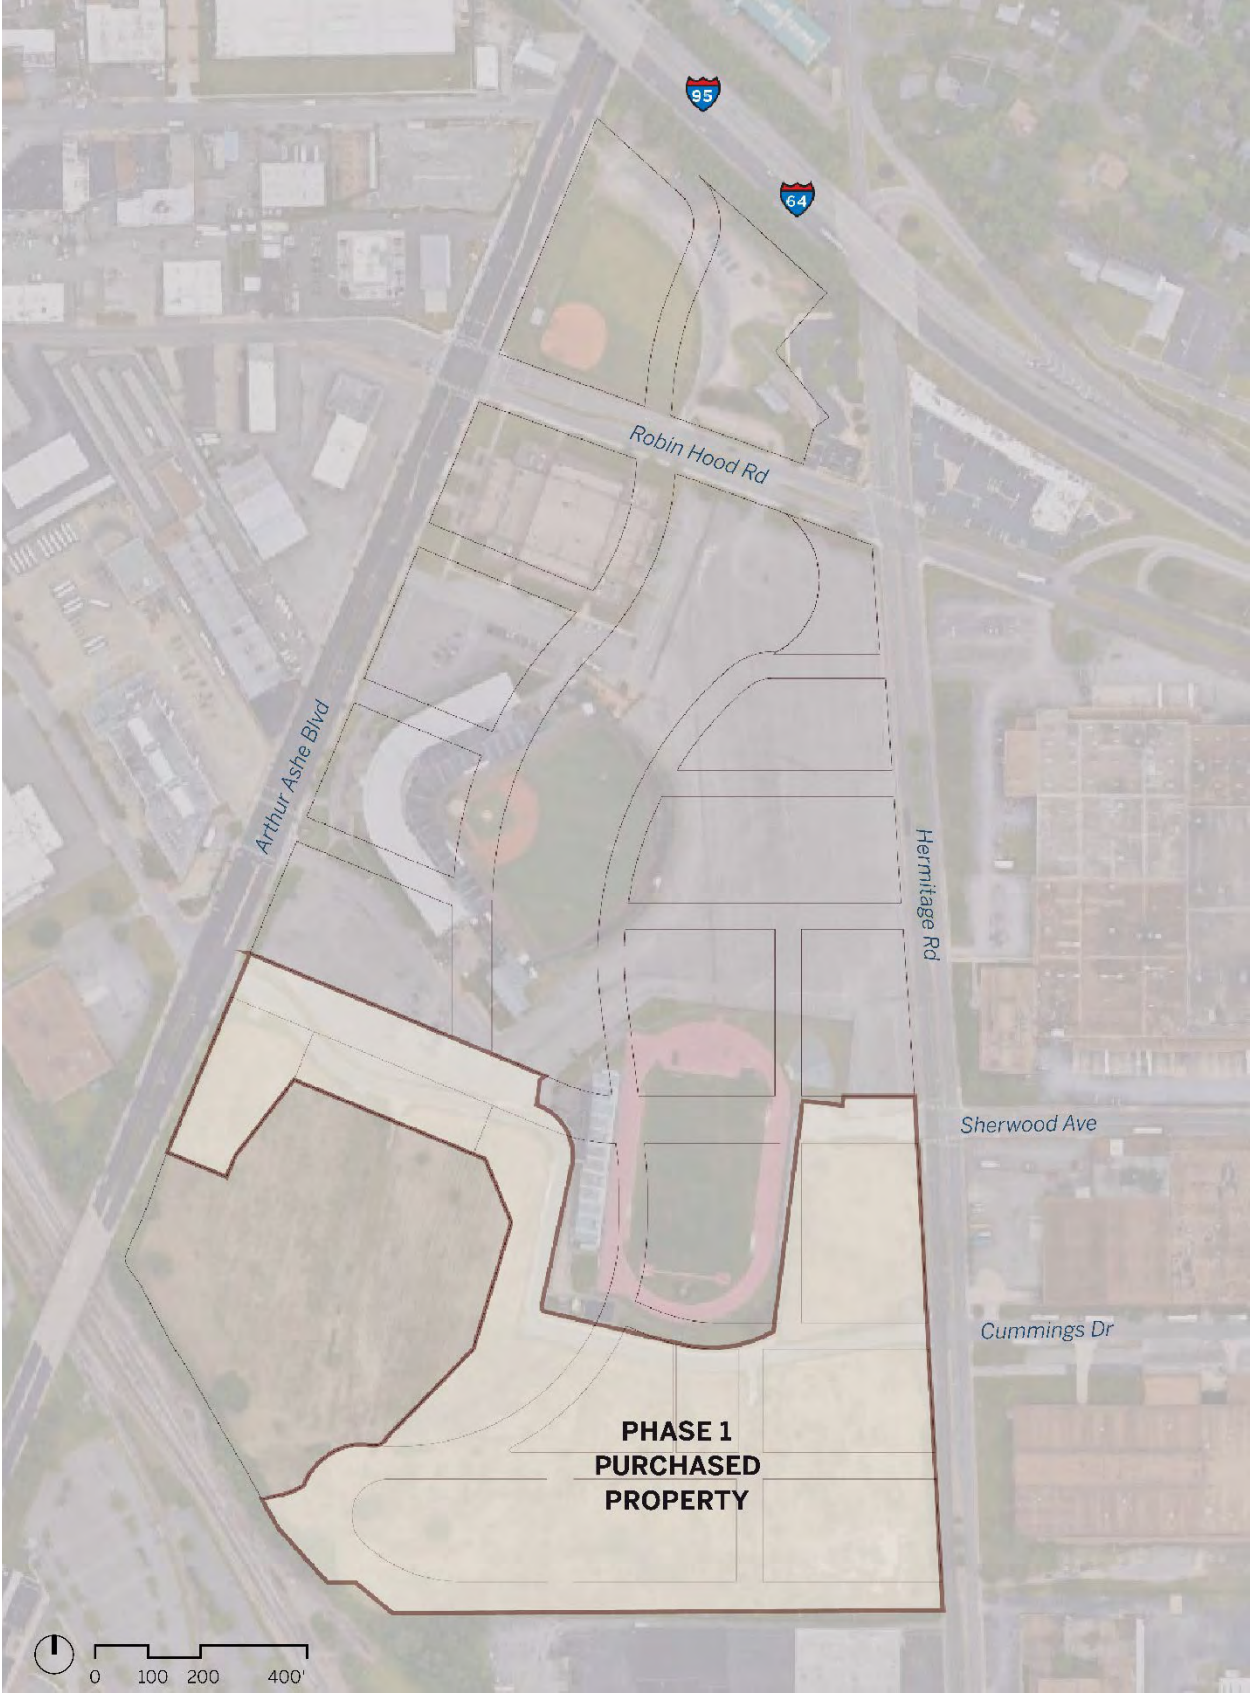 95
64
Robin Hood Rd
Arthur Ashe Blvd
Hermitage Rd
Sherwood Ave
Cummings Dr
PHASE 1
PURCHASED
PROPERTY
0 100 200 400'